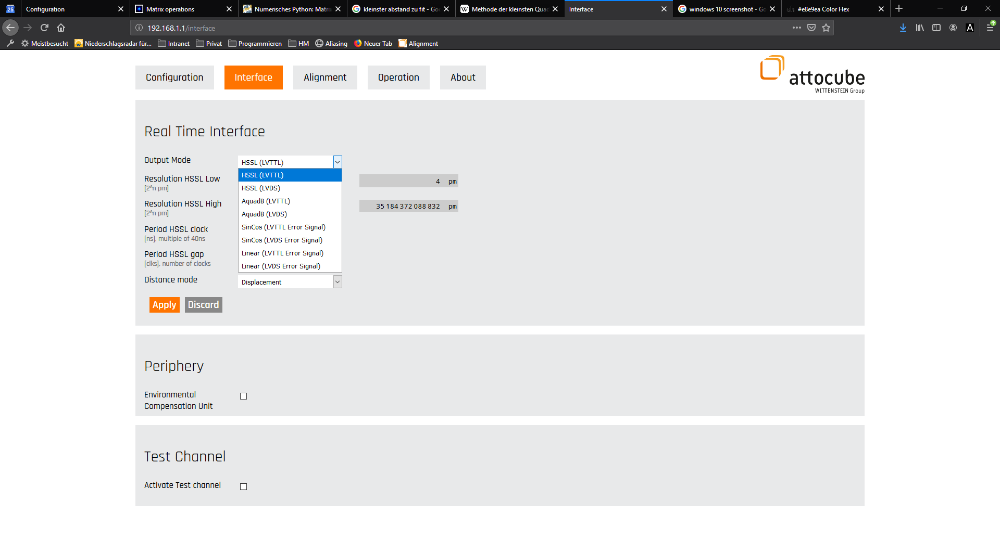 25
Configuration
Matrix operations
Numerisches Python: Matri
kleinster abstand zu fit - Goo
Methode der kleinsten Quad
Interface
windows 10 screenshot - Go
#e8e9ea Color Hex
192.168.1.1/interface
Meistbesucht
Niederschlagsradar für...
Intranet
Privat
Programmieren
HM
Aliasing
Neuer Tab
Alignment
Configuration
Interface
Alignment
Operation
About
attocube
WITTENSTEIN Group
Real Time Interface
Output Mode
HSSL (LVTTL)
HSSL (LVTTL)
HSSL (LVDS)
AquadB (LVTTL)
AquadB (LVDS)
SinCos (LVTTL Error Signal)
SinCos (LVDS Error Signal)
Linear (LVTTL Error Signal)
Linear (LVDS Error Signal)
Resolution HSSL Low
[2^n pm]
4 pm
Resolution HSSL High
[2^n pm]
35 184 372 088 832 pm
Period HSSL clock
[ns], multiple of 40ns
Period HSSL gap
[clks], number of clocks
Distance mode
Displacement
Apply
Discard
Periphery
Environmental
Compensation Unit
Test Channel
Activate Test channel